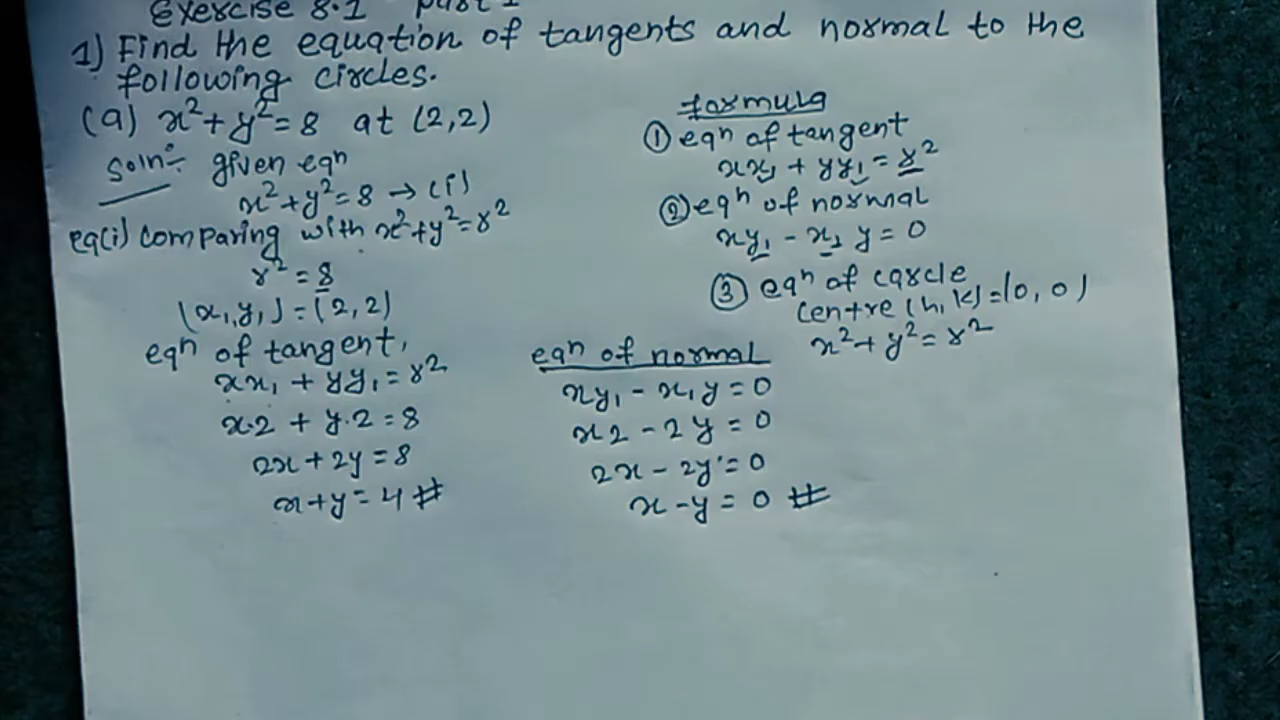 Exercise 8.1 part 1
1) Find the equation of tangents and normal to the
following circles.
(a) x²+y²=8 at (2,2)
Soln:- given eqn
x²+y²=8 → (i)
eq(i) comparing with x²+y²=r²
r²=8
(x₁,y₁)=(2,2)
eqn of tangent,
xx₁ + yy₁ = r²
x.2 + y.2 = 8
2x+2y=8
x+y=4 #
eqn of normal
xy₁ - x₁y = 0
x2 - 2y = 0
2x - 2y = 0
x-y = 0 #
formula
① eqn of tangent
xx₁ + yy₁ = r²
② eqn of normal
xy₁ - x₁ y = 0
③ eqn of carcle
centre (h, k)=(0, 0)
x²+y²=r²